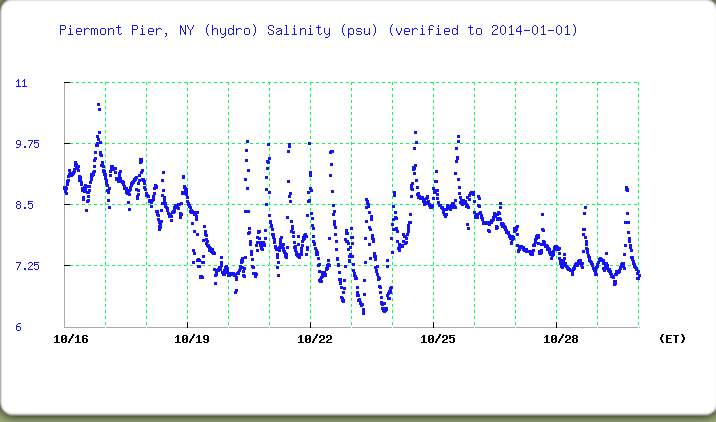 Piermont Pier, NY (hydro) Salinity (psu) (verified to 2014-01-01)
11
9.75
8.5
7.25
6
10/16 10/19 10/22 10/25 10/28 (ET)